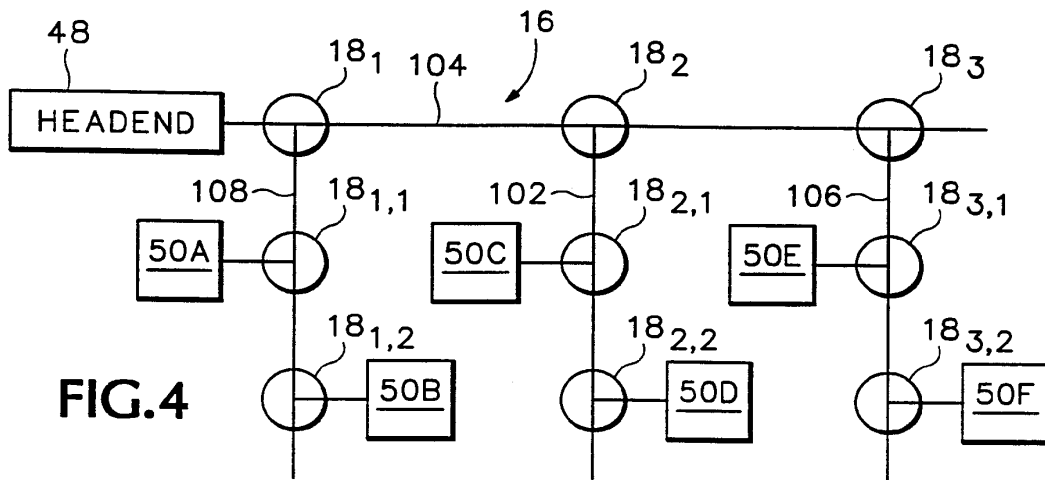 48
18₁
104
16
18₂
18₃
HEADEND
108
18₁,₁
102
18₂,₁
106
18₃,₁
50A
50C
50E
18₁,₂
18₂,₂
18₃,₂
FIG.4
50B
50D
50F